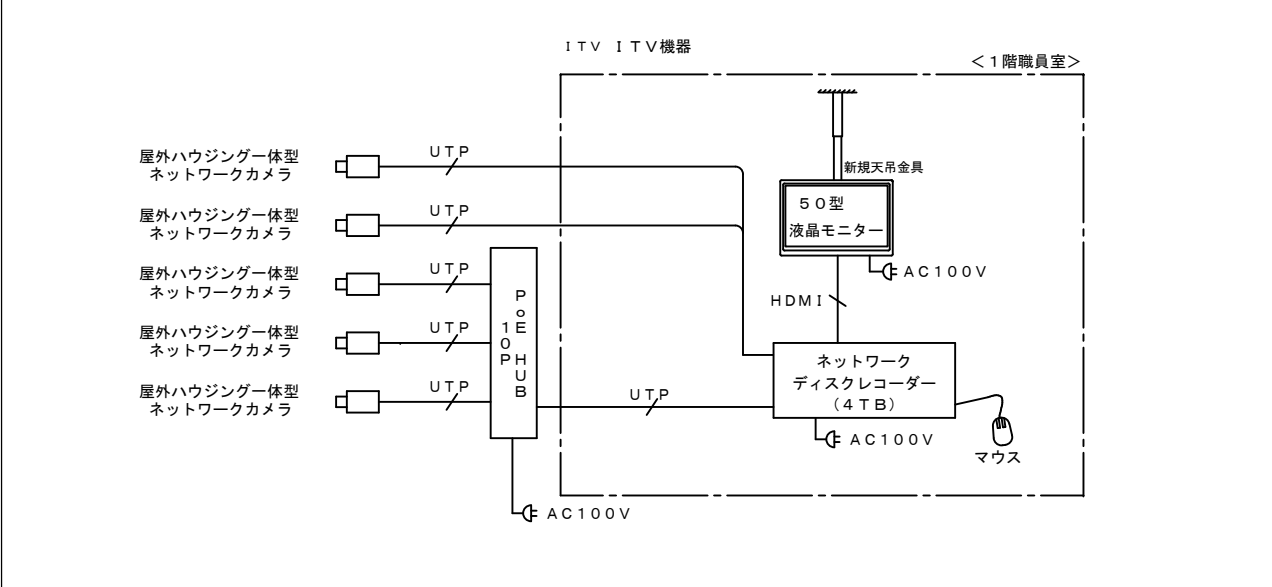 ＩＴＶ ＩＴＶ機器
＜１階職員室＞
屋外ハウジング一体型
ネットワークカメラ
ＵＴＰ
屋外ハウジング一体型
ネットワークカメラ
ＵＴＰ
屋外ハウジング一体型
ネットワークカメラ
ＵＴＰ
屋外ハウジング一体型
ネットワークカメラ
ＵＴＰ
屋外ハウジング一体型
ネットワークカメラ
ＵＴＰ
ＰｏＥ ＨＵＢ
１０Ｐ
ＡＣ１００Ｖ
ＵＴＰ
新規天吊金具
５０型
液晶モニター
ＡＣ１００Ｖ
ＨＤＭＩ
ネットワーク
ディスクレコーダー
（４ＴＢ）
ＡＣ１００Ｖ
マウス